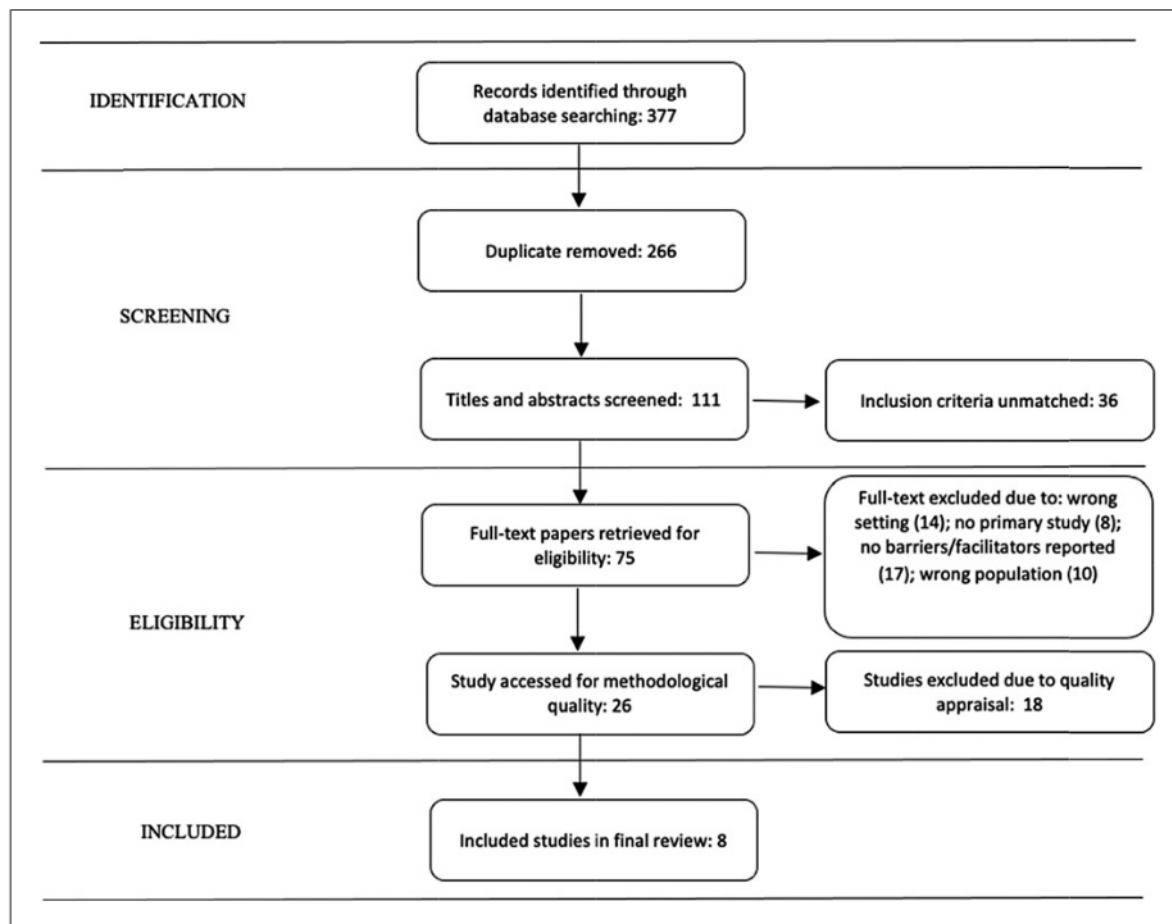 IDENTIFICATION
Records identified through
database searching: 377
SCREENING
Duplicate removed: 266
Titles and abstracts screened: 111
Inclusion criteria unmatched: 36
ELIGIBILITY
Full-text papers retrieved for
eligibility: 75
Full-text excluded due to: wrong
setting (14); no primary study (8);
no barriers/facilitators reported
(17); wrong population (10)
Study accessed for methodological
quality: 26
Studies excluded due to quality
appraisal: 18
INCLUDED
Included studies in final review: 8